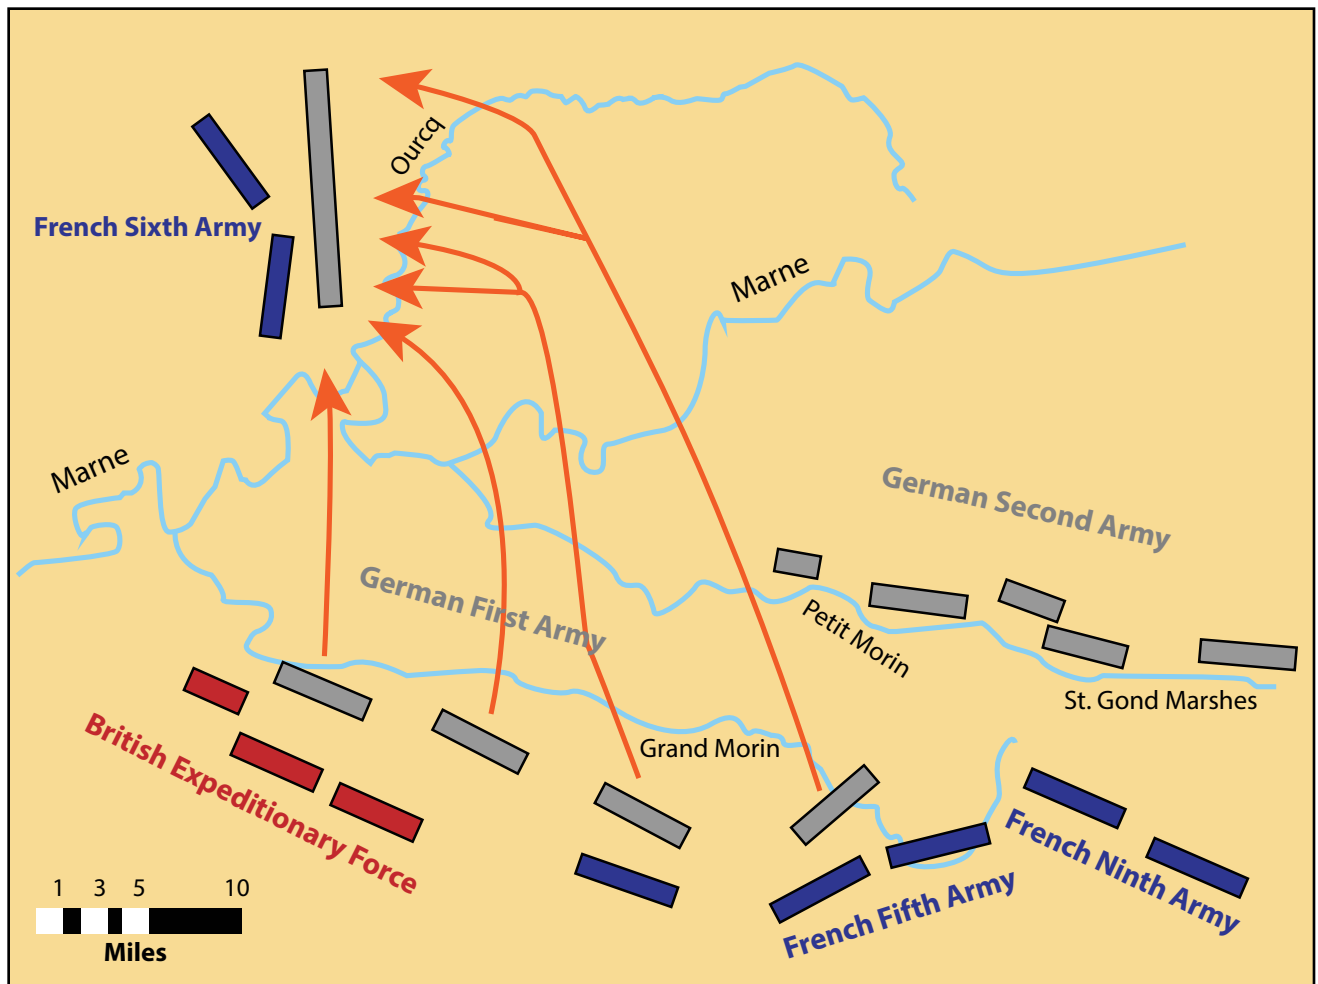 Ourcq
French Sixth Army
Marne
Marne
German Second Army
German First Army
Petit Morin
St. Gond Marshes
Grand Morin
British Expeditionary Force
French Ninth Army
French Fifth Army
1 3 5 10
Miles